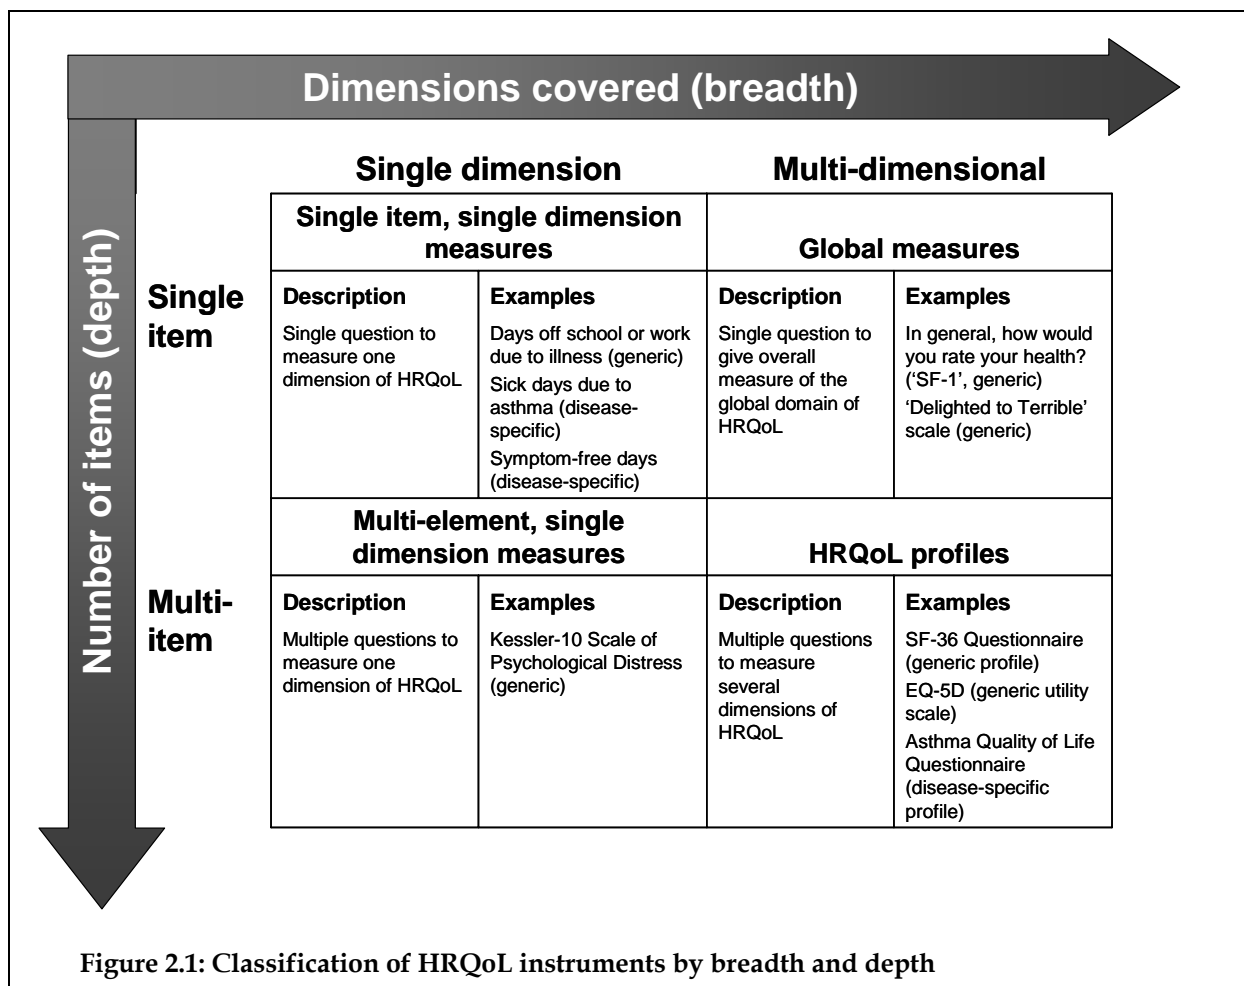 Dimensions covered (breadth)
Number of items (depth)
Single dimension
Multi-dimensional
Single item, single dimension
measures
Global measures
Single
item
Description
Single question to
measure one
dimension of HRQoL
Examples
Days off school or work
due to illness (generic)
Sick days due to
asthma (disease-
specific)
Symptom-free days
(disease-specific)
Description
Single question to
give overall
measure of the
global domain of
HRQoL
Examples
In general, how would
you rate your health?
(‘SF-1’, generic)
‘Delighted to Terrible’
scale (generic)
Multi-element, single
dimension measures
HRQoL profiles
Multi-
item
Description
Multiple questions to
measure one
dimension of HRQoL
Examples
Kessler-10 Scale of
Psychological Distress
(generic)
Description
Multiple questions
to measure
several
dimensions of
HRQoL
Examples
SF-36 Questionnaire
(generic profile)
EQ-5D (generic utility
scale)
Asthma Quality of Life
Questionnaire
(disease-specific
profile)
Figure 2.1: Classification of HRQoL instruments by breadth and depth